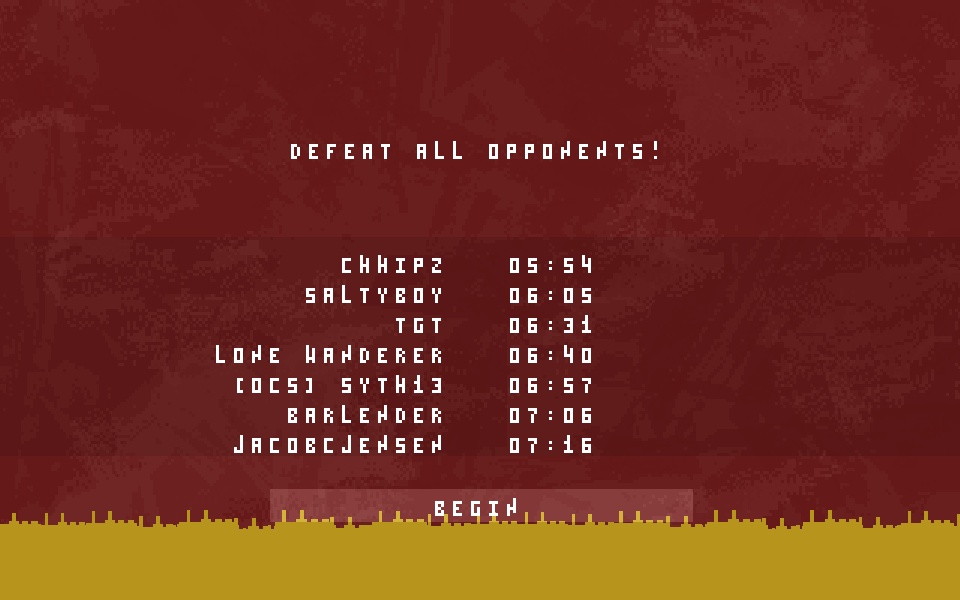 DEFEAT ALL OPPONENTS!
CHHIPZ 05:54
SALTYBOY 06:05
TGT 06:31
LONE WANDERER 06:40
[OCS] SYTH13 06:57
BARLENDER 07:06
JACOBCJENSEN 07:16
BEGIN